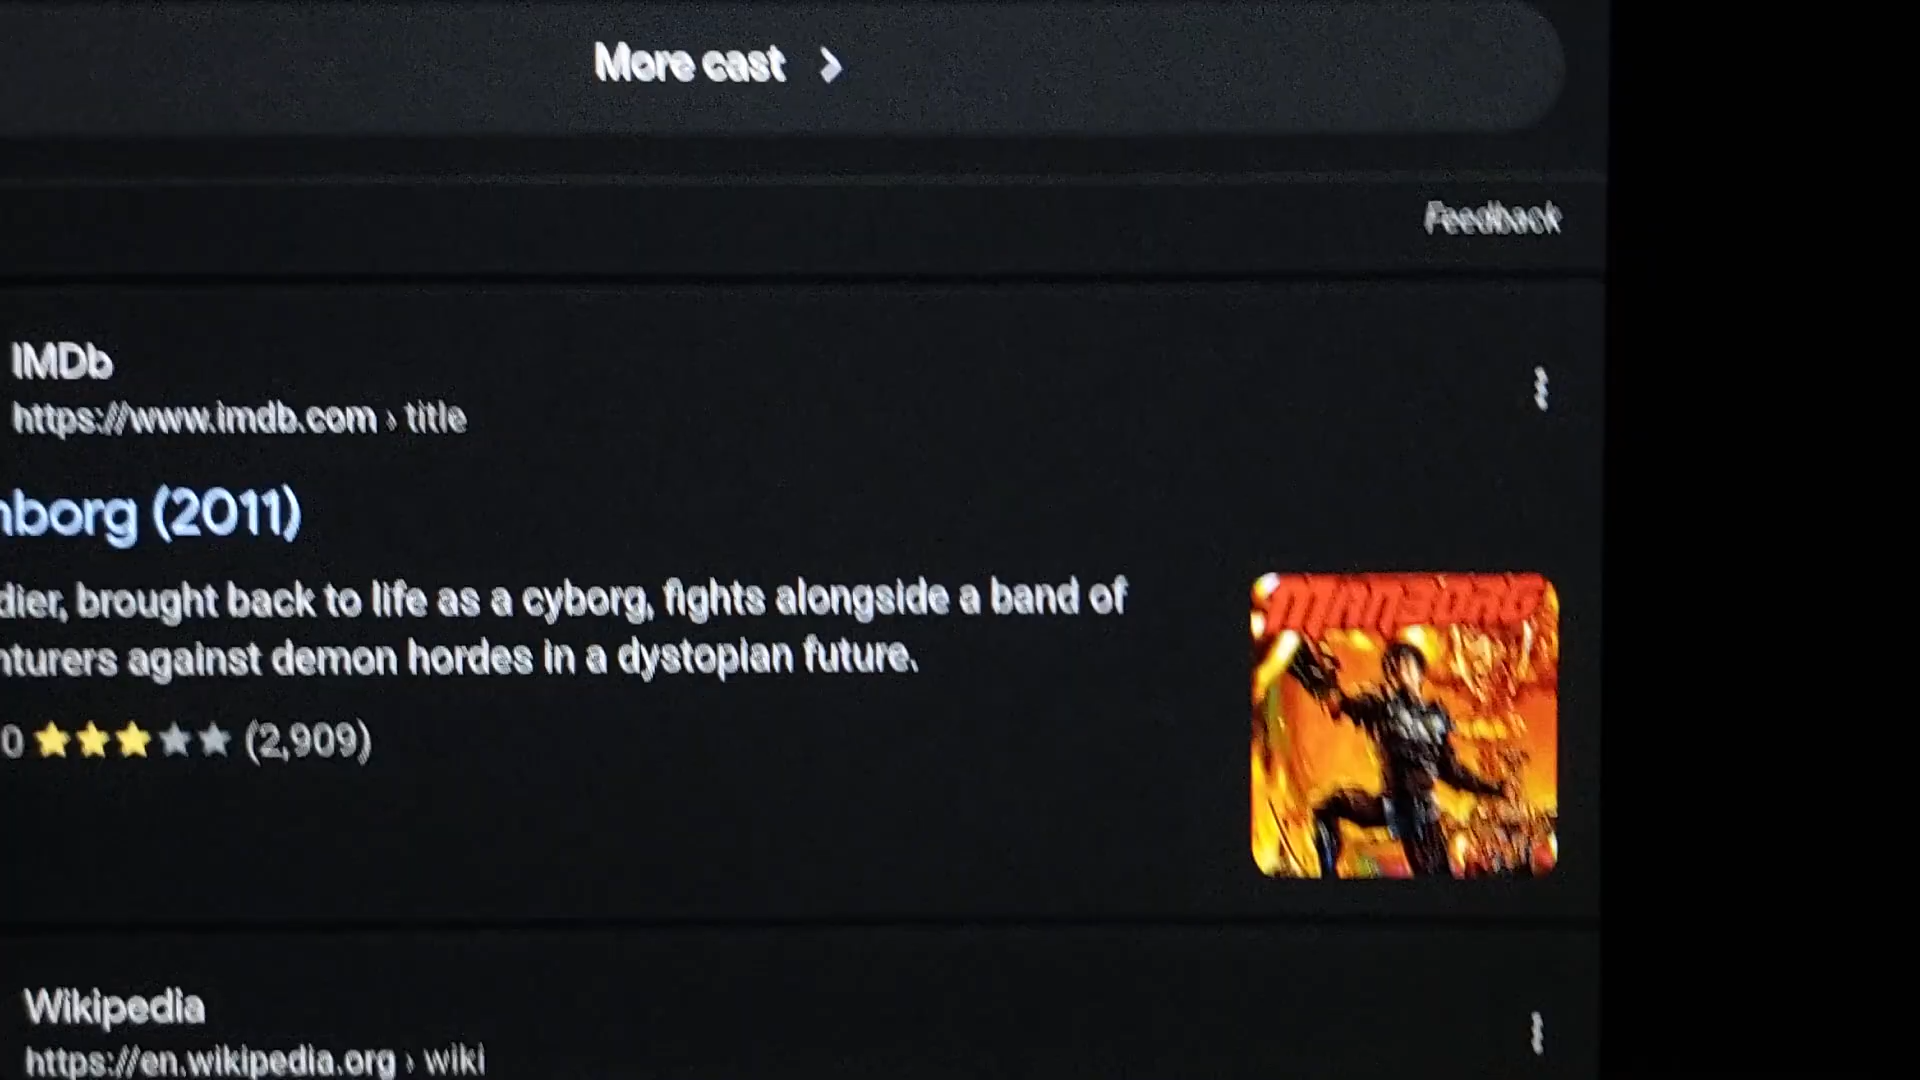 More cast
Feedback
IMDb
https://www.imdb.com › title
nborg (2011)
dier, brought back to life as a cyborg, fights alongside a band of
nturers against demon hordes in a dystopian future.
0 ★★★★★ (2,909)
MANBORG
Wikipedia
https://en.wikipedia.org › wiki